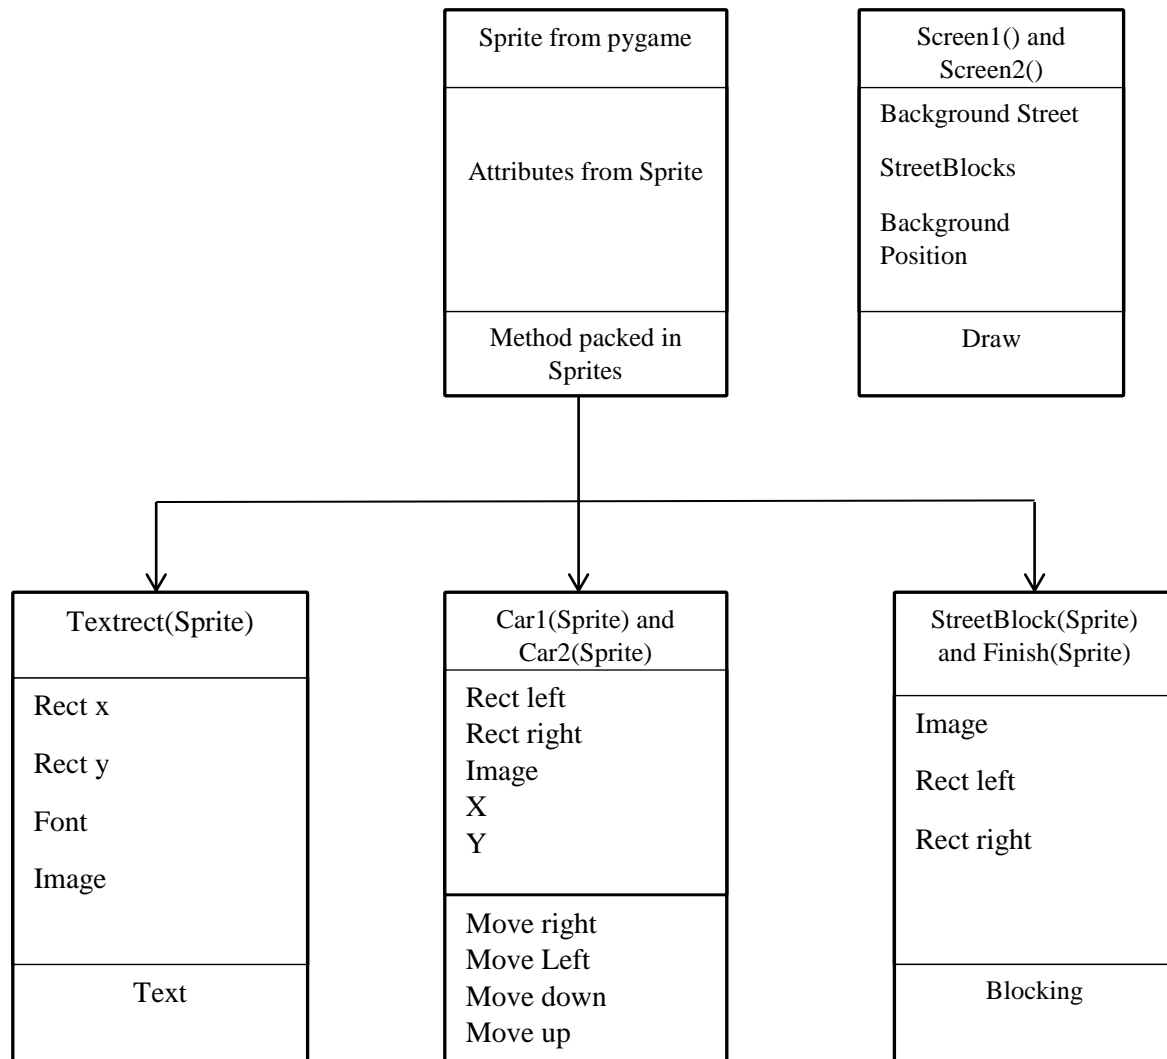 Sprite from pygame
Attributes from Sprite
Method packed in
Sprites
Screen1() and
Screen2()
Background Street
StreetBlocks
Background
Position
Draw
Textrect(Sprite)
Rect x
Rect y
Font
Image
Text
Car1(Sprite) and
Car2(Sprite)
Rect left
Rect right
Image
X
Y
Move right
Move Left
Move down
Move up
StreetBlock(Sprite)
and Finish(Sprite)
Image
Rect left
Rect right
Blocking